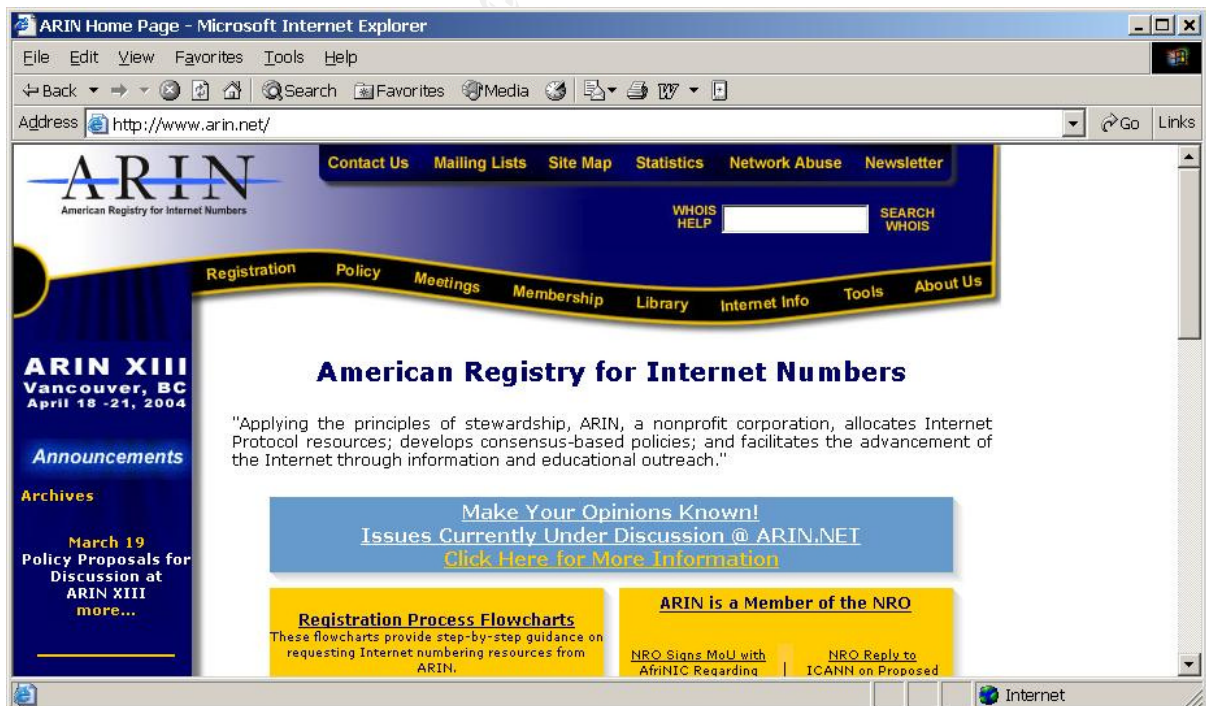 ARIN Home Page - Microsoft Internet Explorer
File Edit View Favorites Tools Help
Back Search Favorites Media
Address http://www.arin.net/ Go Links
ARIN
American Registry for Internet Numbers
Contact Us Mailing Lists Site Map Statistics Network Abuse Newsletter
WHOIS HELP SEARCH WHOIS
Registration Policy Meetings Membership Library Internet Info Tools About Us
ARIN XIII
Vancouver, BC
April 18 -21, 2004
Announcements
Archives
March 19
Policy Proposals for
Discussion at
ARIN XIII
more...
American Registry for Internet Numbers
"Applying the principles of stewardship, ARIN, a nonprofit corporation, allocates Internet
Protocol resources; develops consensus-based policies; and facilitates the advancement of
the Internet through information and educational outreach."
Make Your Opinions Known!
Issues Currently Under Discussion @ ARIN.NET
Click Here for More Information
Registration Process Flowcharts
These flowcharts provide step-by-step guidance on
requesting Internet numbering resources from
ARIN.
ARIN is a Member of the NRO
NRO Signs MoU with
AfriNIC Regarding
|
NRO Reply to
ICANN on Proposed
Internet